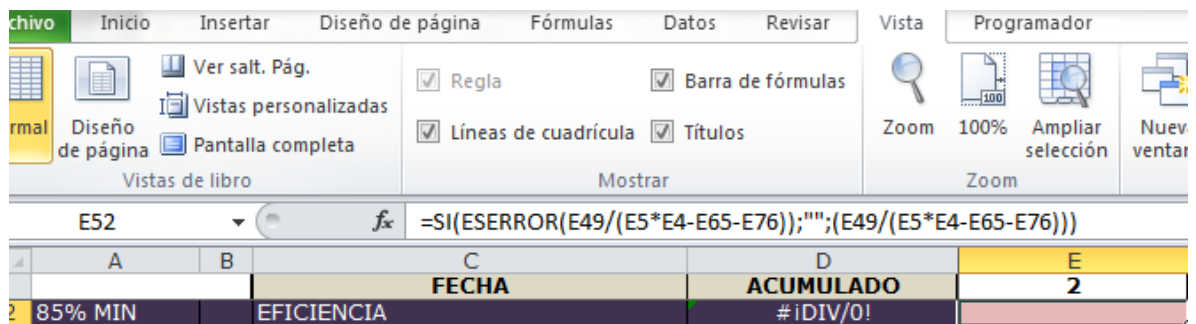 chivo Inicio Insertar Diseño de página Fórmulas Datos Revisar Vista Programador
Ver salt. Pág.
Vistas personalizadas
Pantalla completa
rmal
Diseño de página
Vistas de libro
Regla
Barra de fórmulas
Líneas de cuadrícula
Títulos
Mostrar
Zoom
100
100%
Ampliar selección
Zoom
Nueva
ventan
E52 fx =SI(ESERROR(E49/(E5*E4-E65-E76));"";(E49/(E5*E4-E65-E76)))
A B C D E
FECHA ACUMULADO 2
2 85% MIN EFICIENCIA #¡DIV/0!